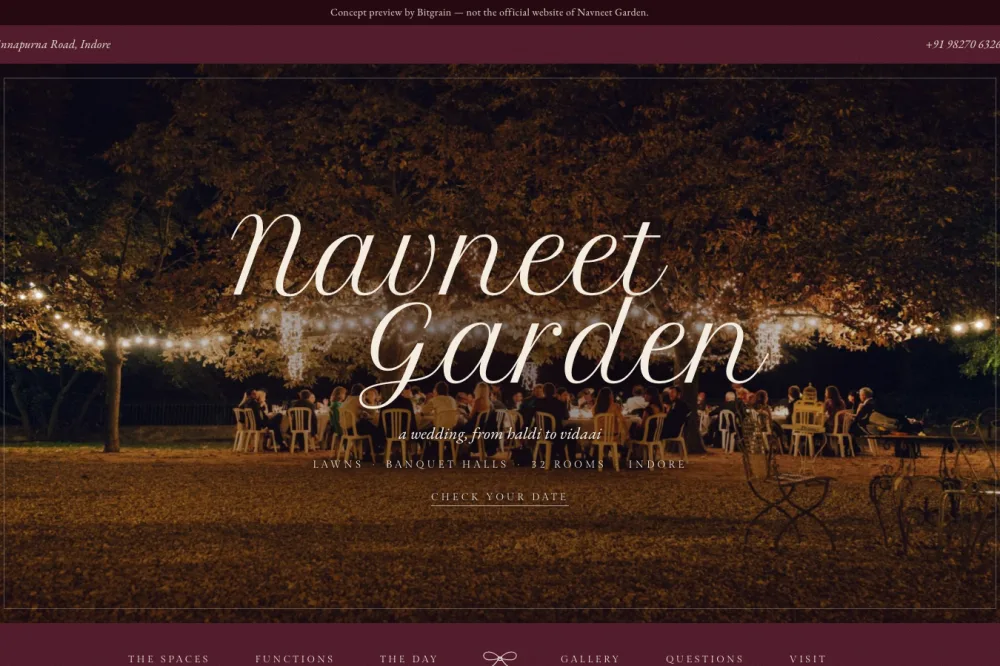 Concept preview by Bitgrain — not the official website of Navneet Garden.
Annapurna Road, Indore
+91 98270 6326
Navneet
Garden
a wedding, from haldi to vidaai
LAWNS · BANQUET HALLS · 32 ROOMS · INDORE
CHECK YOUR DATE
THE SPACES FUNCTIONS THE DAY GALLERY QUESTIONS VISIT